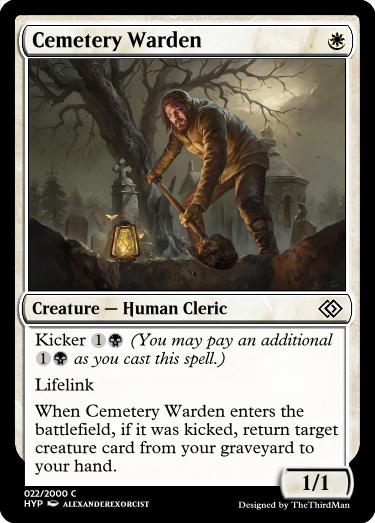 Cemetery Warden
Creature — Human Cleric
Kicker 1 (You may pay an additional
1 as you cast this spell.)
Lifelink
When Cemetery Warden enters the
battlefield, if it was kicked, return target
creature card from your graveyard to
your hand.
1/1
022/2000 C
HYP ALEXANDEREXORCIST
Designed by TheThirdMan